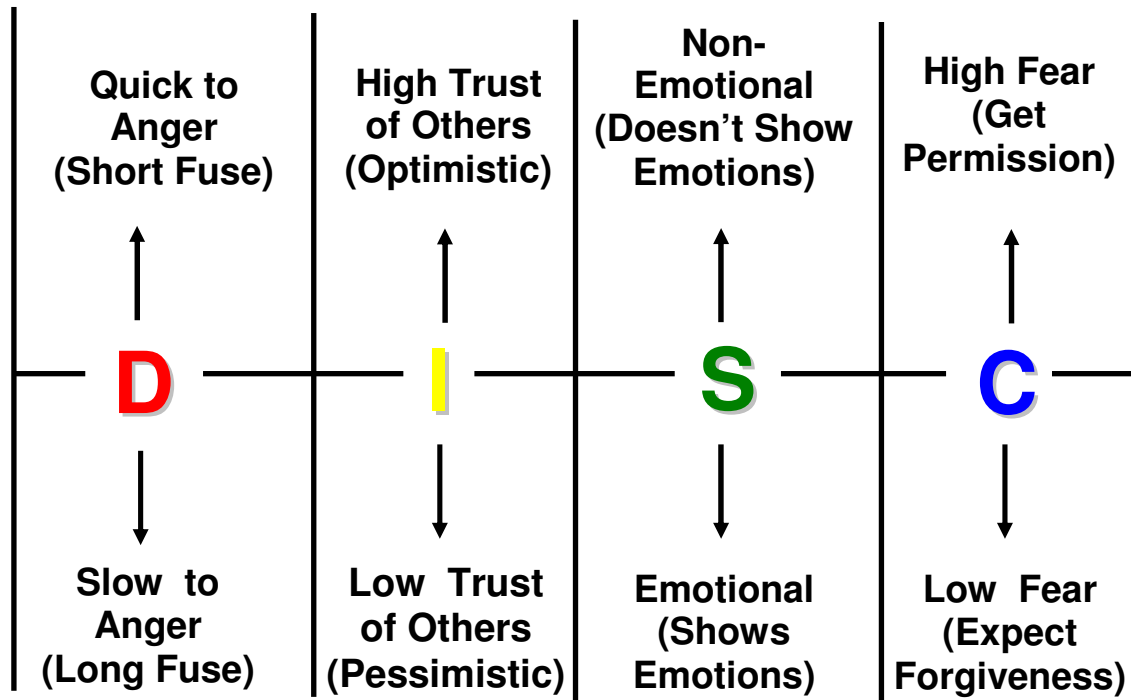 Quick to
Anger
(Short Fuse)
High Trust
of Others
(Optimistic)
Non-
Emotional
(Doesn't Show
Emotions)
High Fear
(Get
Permission)
D
I
S
C
Slow to
Anger
(Long Fuse)
Low Trust
of Others
(Pessimistic)
Emotional
(Shows
Emotions)
Low Fear
(Expect
Forgiveness)